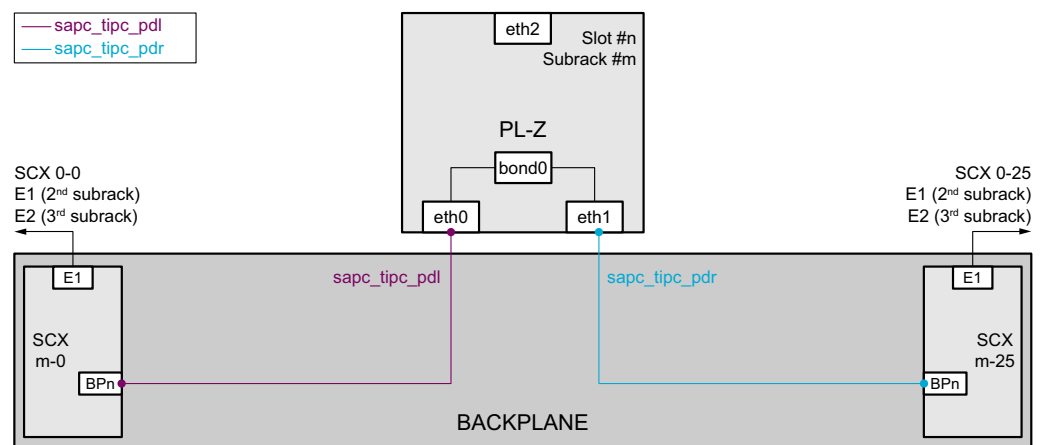 sapc_tipc_pdl
sapc_tipc_pdr
eth2
Slot #n
Subrack #m
PL-Z
bond0
eth0
eth1
SCX 0-0
E1 (2nd subrack)
E2 (3rd subrack)
SCX 0-25
E1 (2nd subrack)
E2 (3rd subrack)
E1
sapc_tipc_pdl
sapc_tipc_pdr
E1
SCX
m-0
SCX
m-25
BPn
BPn
BACKPLANE